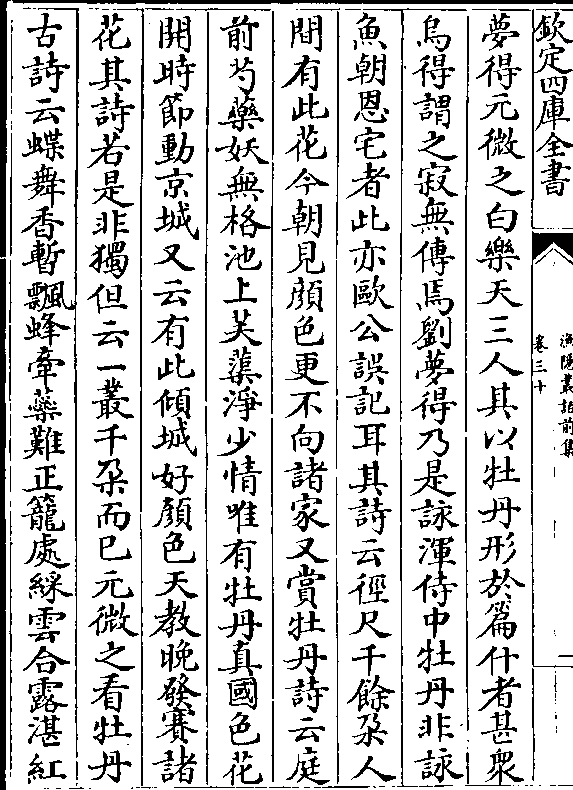 欽定四庫全書
漁隱叢話前集
卷三十
夢得元微之白樂天三人其以牡丹形於篇什者甚衆
烏得謂之寂無傳焉劉夢得乃是詠渾侍中牡丹非詠
魚朝恩宅者此亦歐公誤記耳其詩云徑尺千餘朶人
間有此花今朝見顔色更不向諸家又賞牡丹詩云庭
前芍藥妖無格池上芙蕖淨少情唯有牡丹真國色花
開時節動京城又云有此傾城好顔色天教晚發賽諸
花其詩若是非獨但云一叢千朶而已元微之看牡丹
古詩云蝶舞香暫飄蜂牽蘂難正籠處綵雲合露湛紅